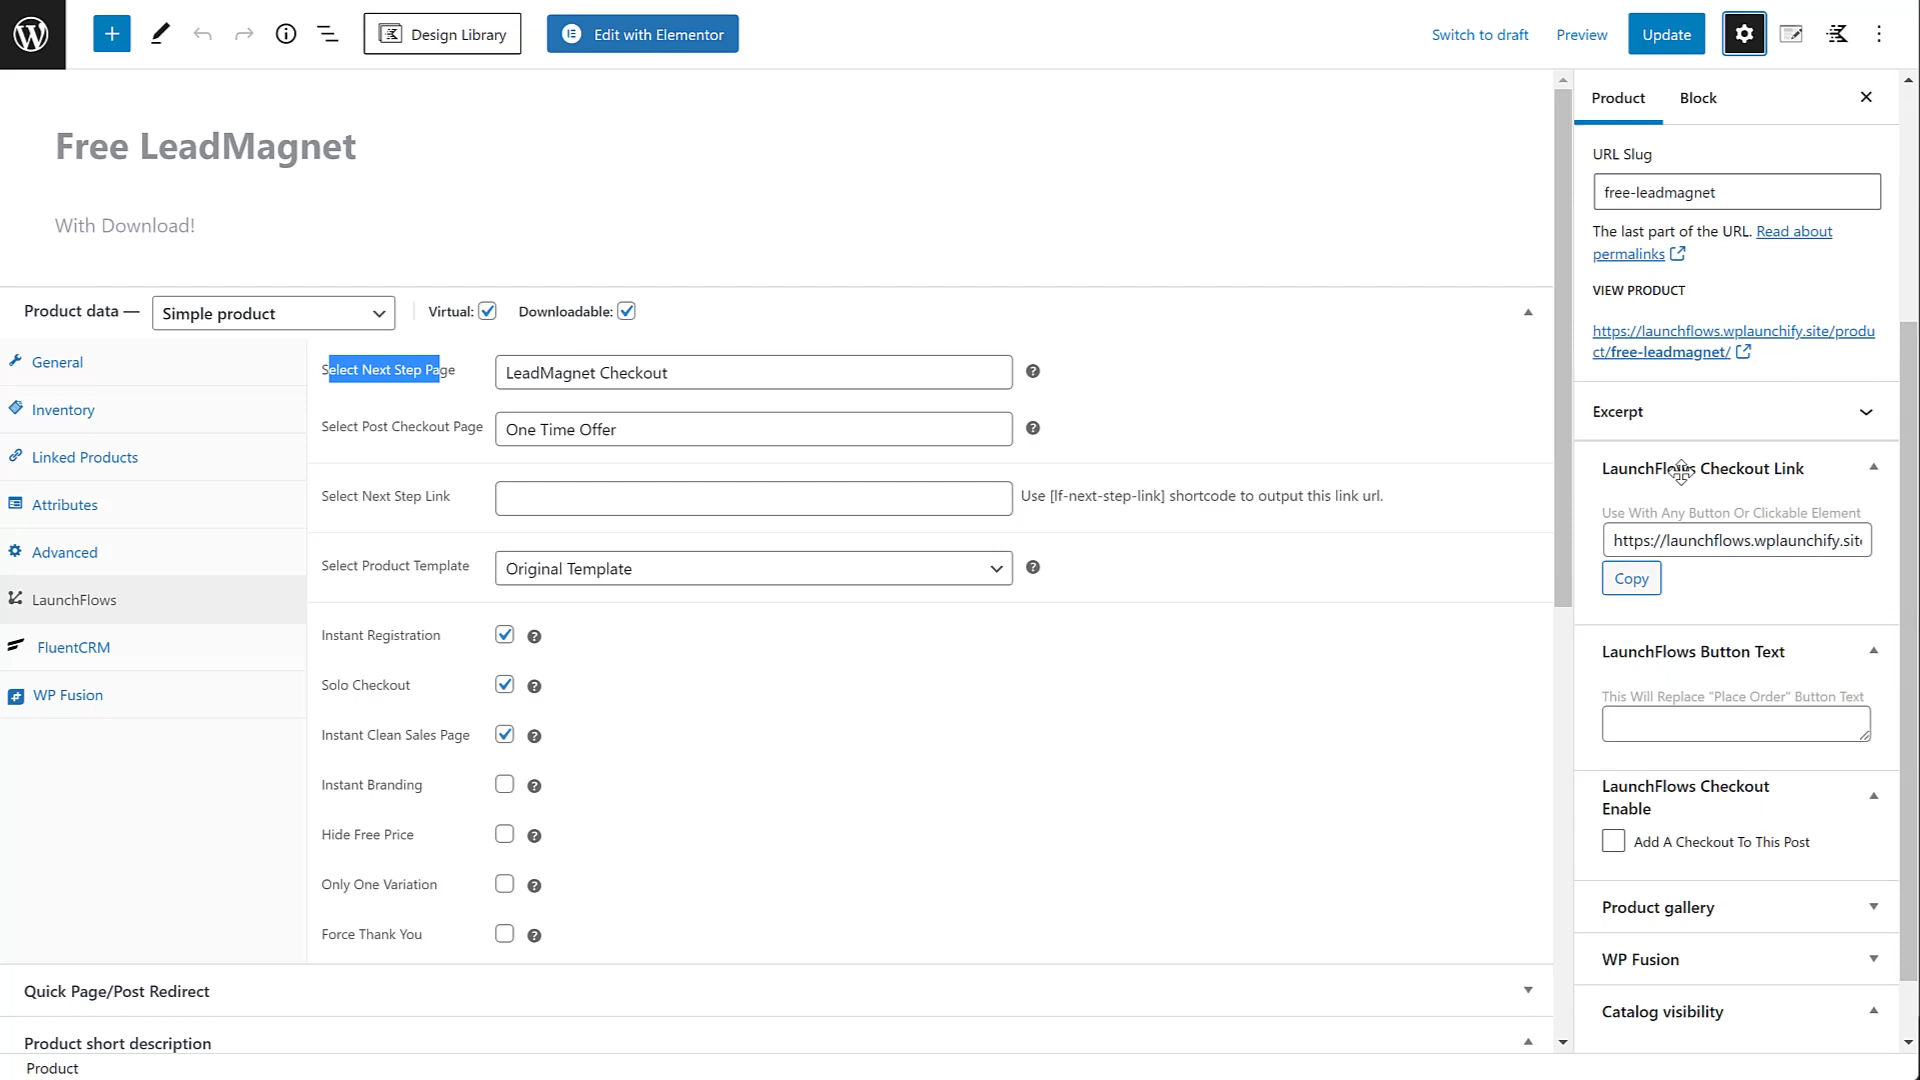 Design Library
Edit with Elementor
Switch to draft
Preview
Update
Free LeadMagnet
With Download!
Product data —
Simple product
Virtual:
Downloadable:
General
Inventory
Linked Products
Attributes
Advanced
LaunchFlows
FluentCRM
WP Fusion
Select Next Step Page
LeadMagnet Checkout
Select Post Checkout Page
One Time Offer
Select Next Step Link
Use [lf-next-step-link] shortcode to output this link url.
Select Product Template
Original Template
Instant Registration
Solo Checkout
Instant Clean Sales Page
Instant Branding
Hide Free Price
Only One Variation
Force Thank You
Quick Page/Post Redirect
Product short description
Product
Product
Block
URL Slug
free-leadmagnet
The last part of the URL. Read about
permalinks
VIEW PRODUCT
https://launchflows.wplaunchify.site/produ
ct/free-leadmagnet/
Excerpt
LaunchFlows Checkout Link
Use With Any Button Or Clickable Element
https://launchflows.wplaunchify.sit
Copy
LaunchFlows Button Text
This Will Replace "Place Order" Button Text
LaunchFlows Checkout
Enable
Add A Checkout To This Post
Product gallery
WP Fusion
Catalog visibility